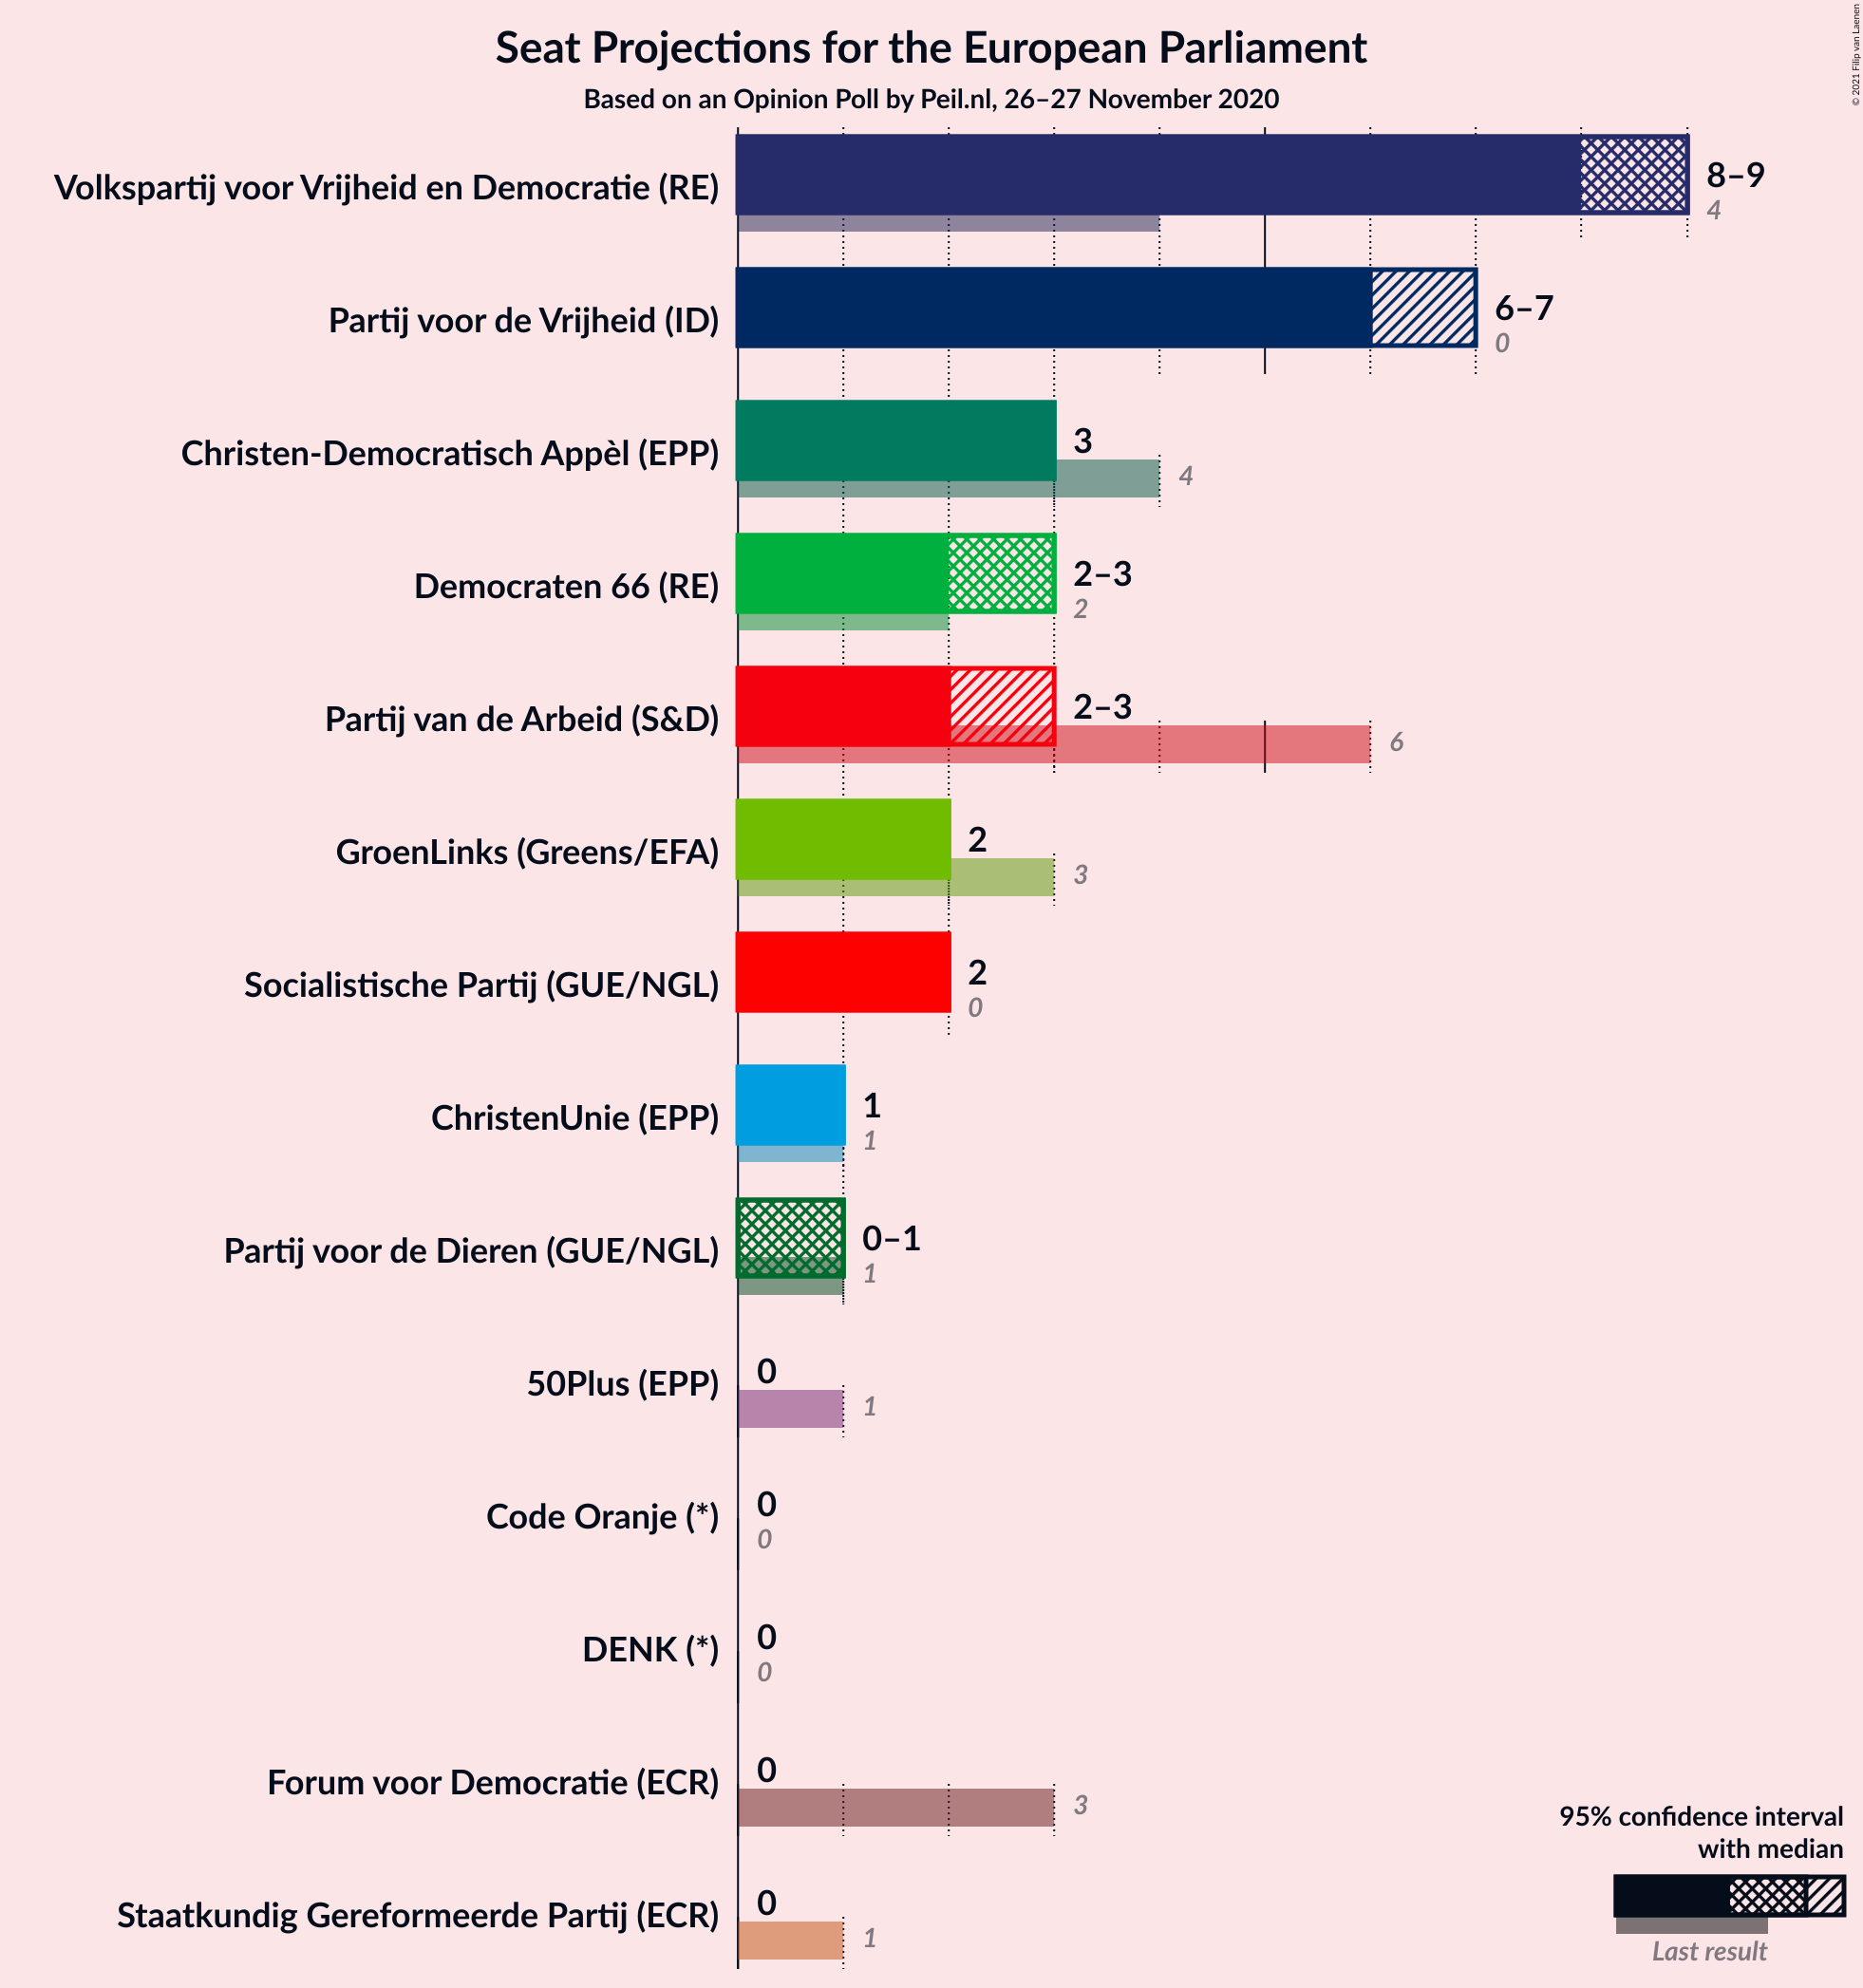 Seat Projections for the European Parliament
Based on an Opinion Poll by Peil.nl, 26–27 November 2020
© 2021 Filip van Laenen
Volkspartij voor Vrijheid en Democratie (RE)
8–9
4
Partij voor de Vrijheid (ID)
6–7
0
Christen-Democratisch Appèl (EPP)
3
4
Democraten 66 (RE)
2–3
2
Partij van de Arbeid (S&D)
2–3
6
GroenLinks (Greens/EFA)
2
3
Socialistische Partij (GUE/NGL)
2
0
ChristenUnie (EPP)
1
1
Partij voor de Dieren (GUE/NGL)
0–1
1
50Plus (EPP)
0
1
Code Oranje (*)
0
0
DENK (*)
0
0
Forum voor Democratie (ECR)
0
3
Staatkundig Gereformeerde Partij (ECR)
0
1
95% confidence interval
with median
Last result